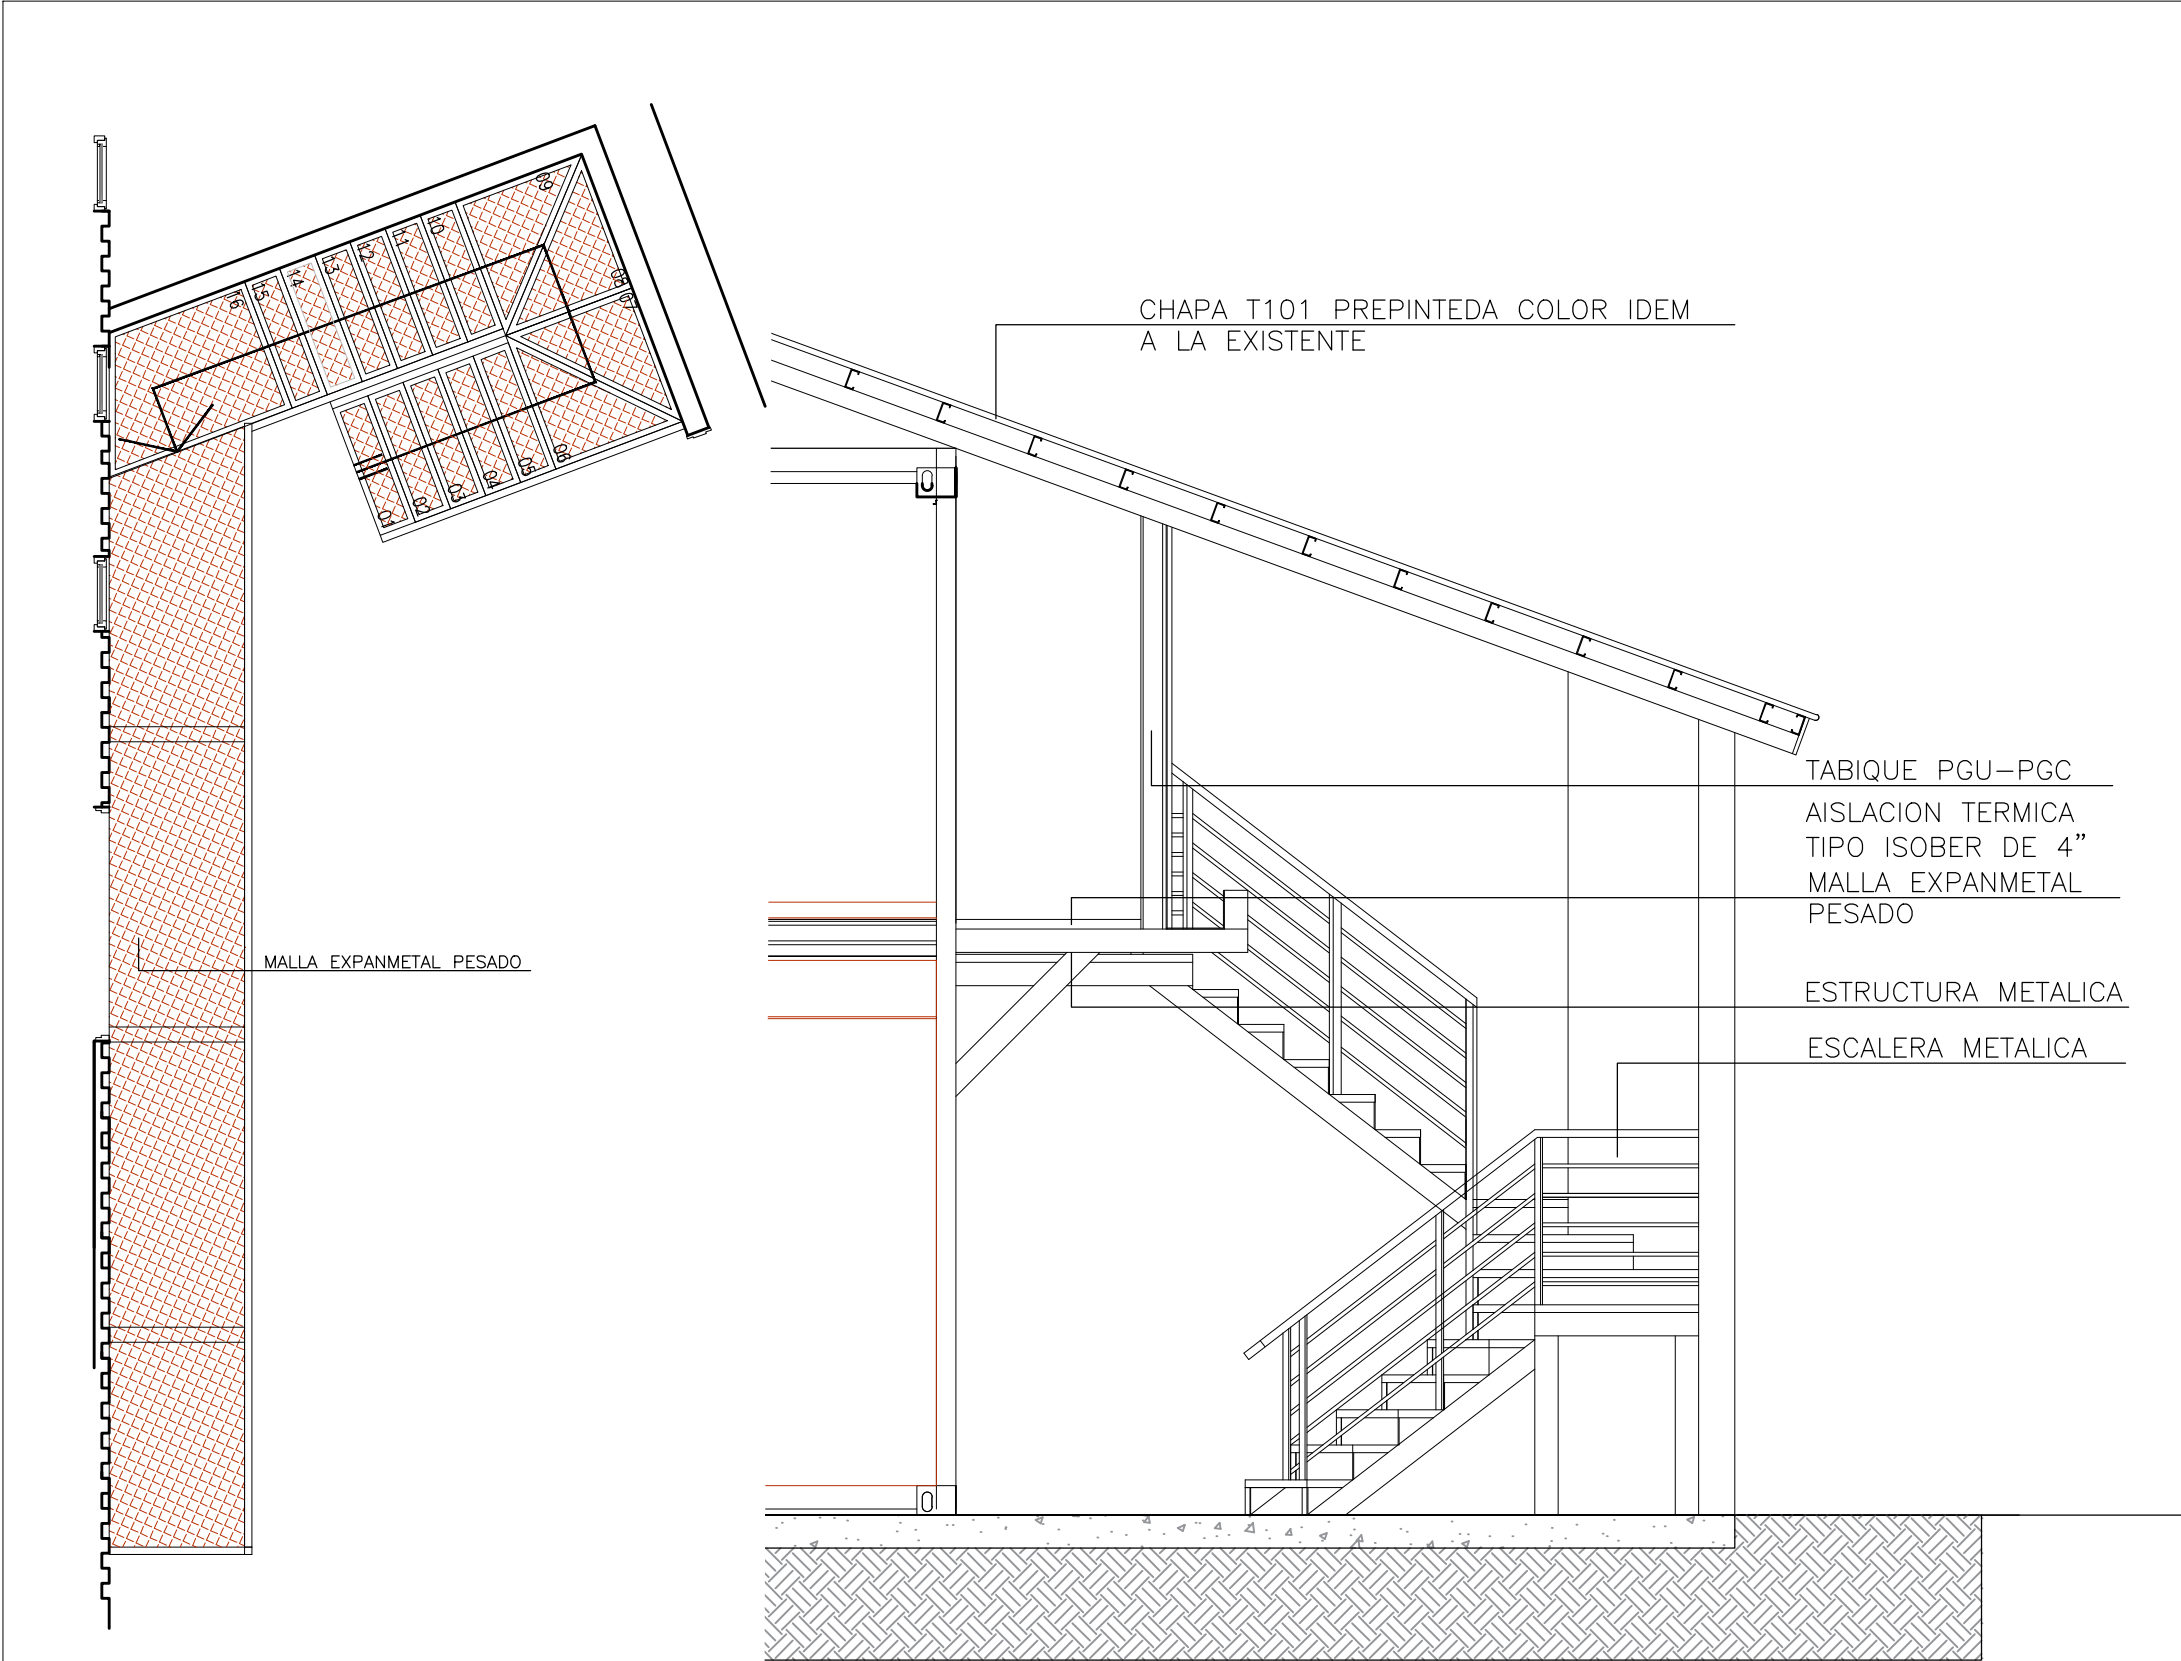 CHAPA T101 PREPINTEDA COLOR IDEM
A LA EXISTENTE
TABIQUE PGU-PGC
AISLACION TERMICA
TIPO ISOBER DE 4"
MALLA EXPANMETAL
PESADO
ESTRUCTURA METALICA
ESCALERA METALICA
MALLA EXPANMETAL PESADO
01
02
03
04
05
06
08
09
10
11
12
13
14
15
16